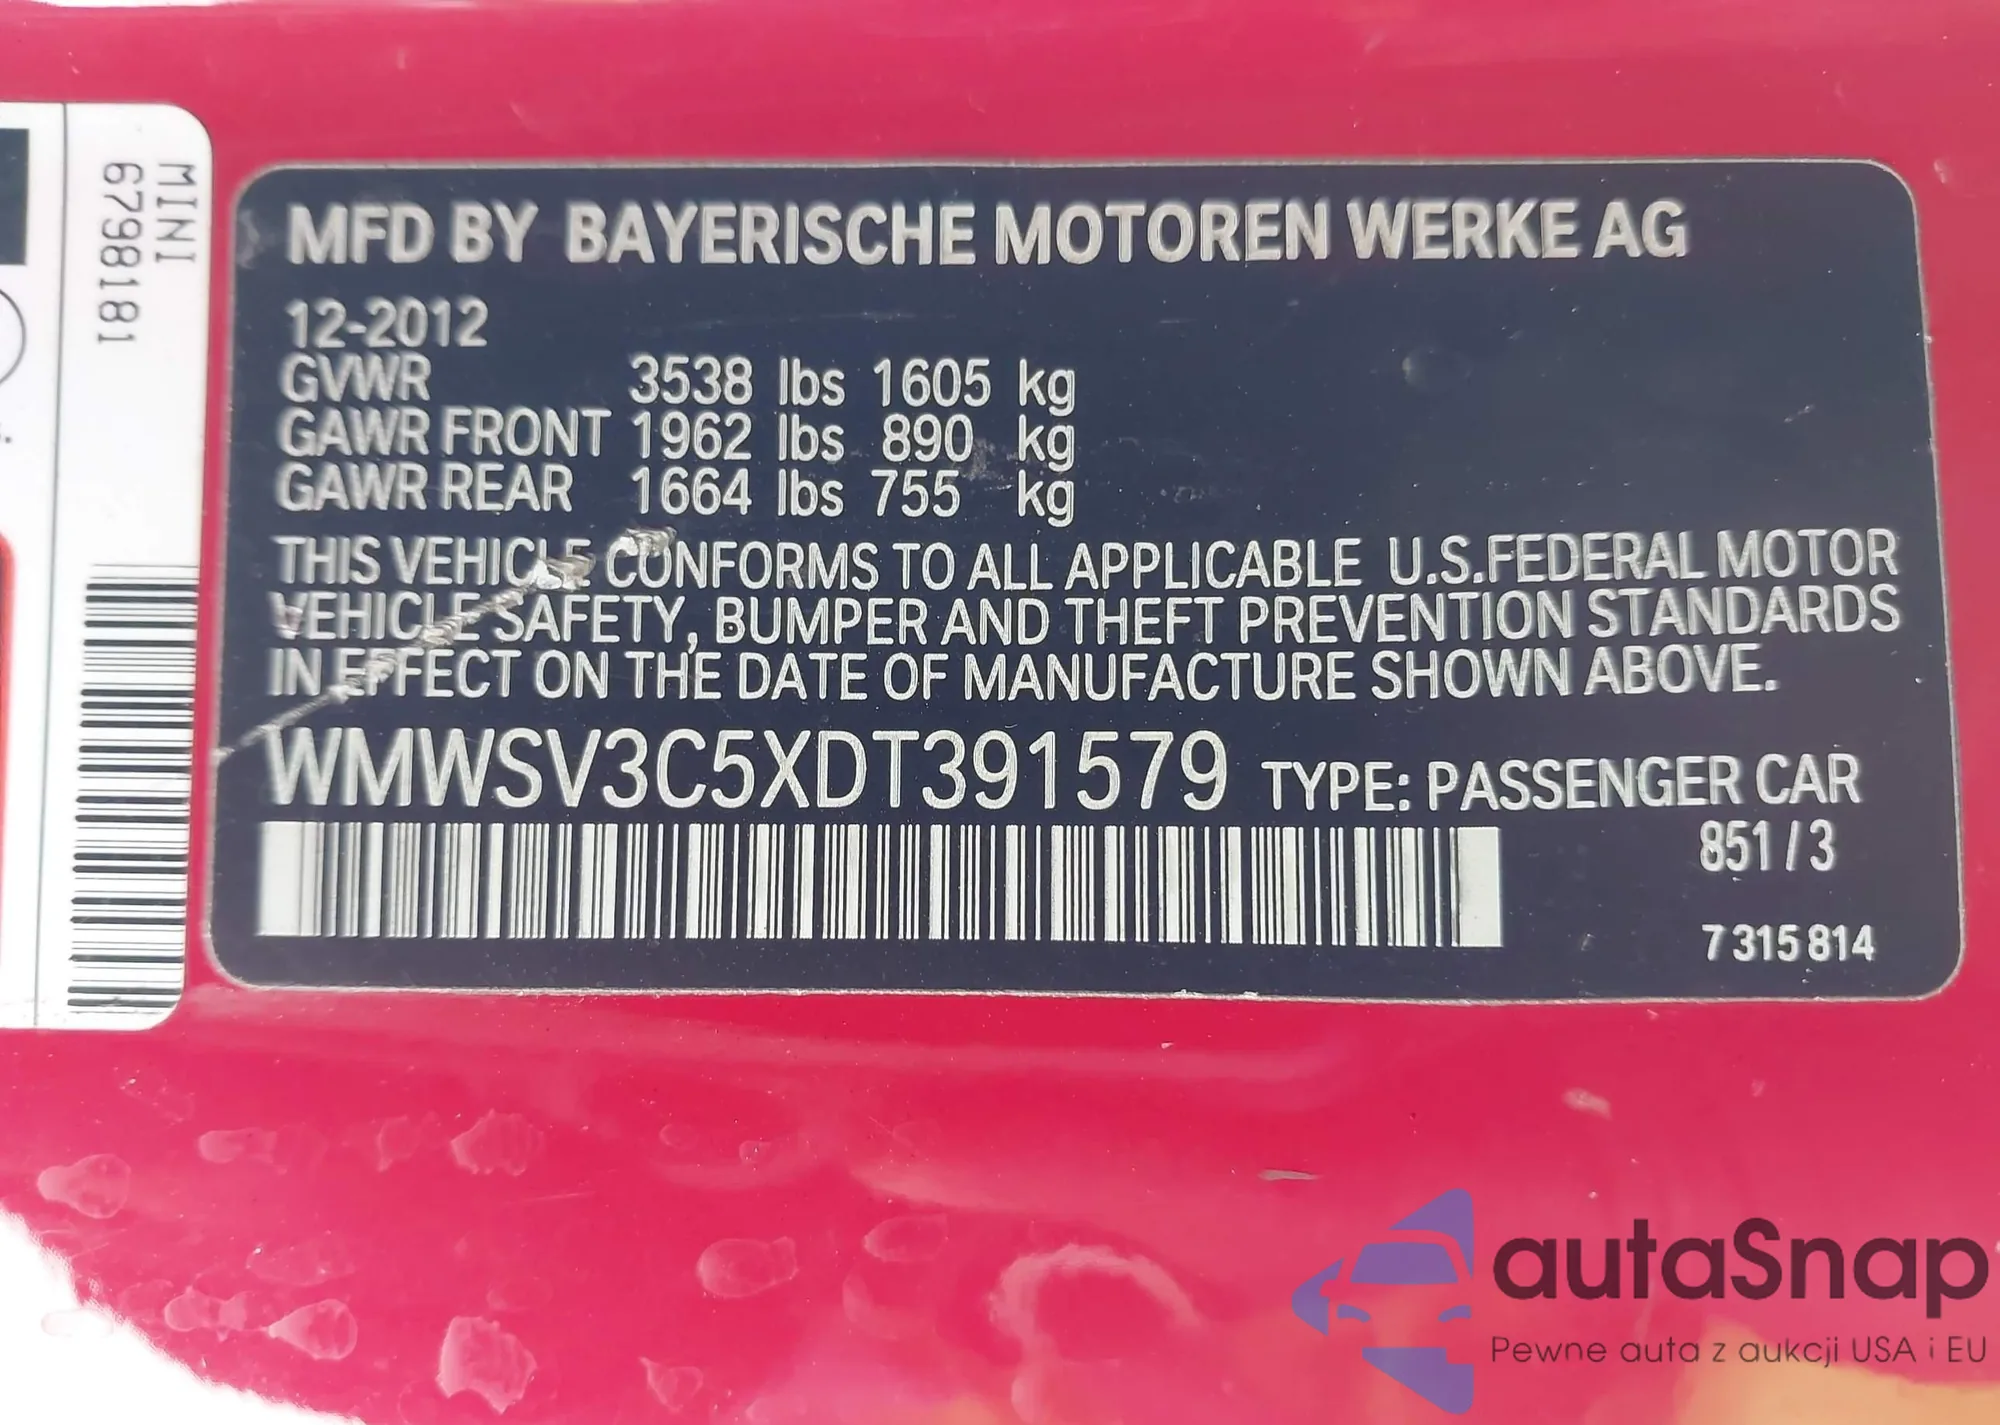 MINI
6798181
MFD BY BAYERISCHE MOTOREN WERKE AG
12-2012
GVWR 3538 lbs 1605 kg
GAWR FRONT 1962 lbs 890 kg
GAWR REAR 1664 lbs 755 kg
THIS VEHICLE CONFORMS TO ALL APPLICABLE U.S.FEDERAL MOTOR
VEHICLE SAFETY, BUMPER AND THEFT PREVENTION STANDARDS
IN EFFECT ON THE DATE OF MANUFACTURE SHOWN ABOVE.
WMWSV3C5XDT391579 TYPE: PASSENGER CAR
851/3
7 315 814
autaSnap
Pewne auta z aukcji USA i EU